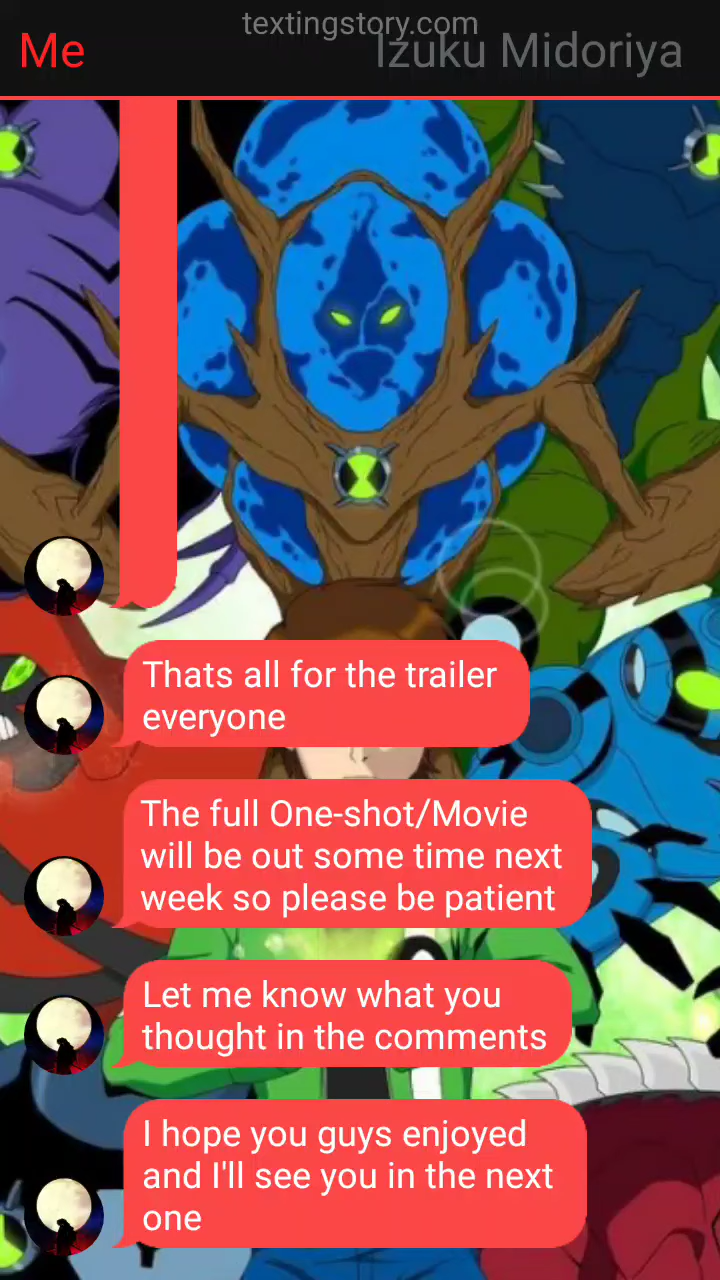 textingstory.com
Me
Izuku Midoriya
Thats all for the trailer
everyone
The full One-shot/Movie
will be out some time next
week so please be patient
Let me know what you
thought in the comments
I hope you guys enjoyed
and I'll see you in the next
one